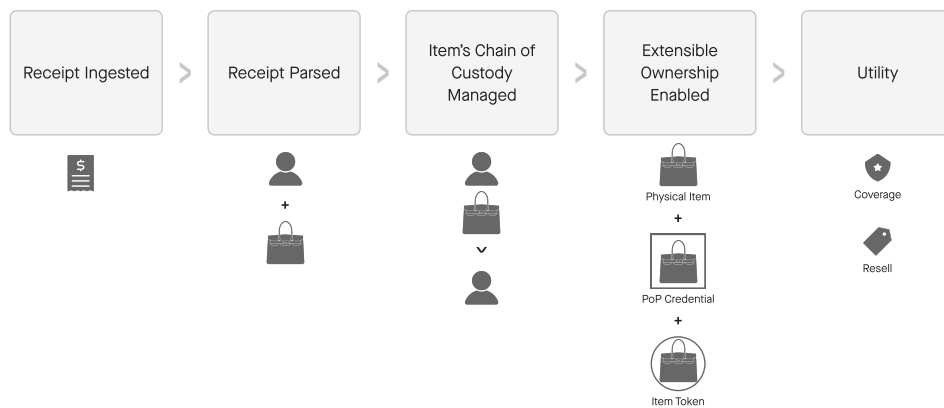 Receipt Ingested
>
Receipt Parsed
>
Item's Chain of
Custody
Managed
>
Extensible
Ownership
Enabled
>
Utility
$
+
Physical Item
+
PoP Credential
+
Item Token
Coverage
Resell